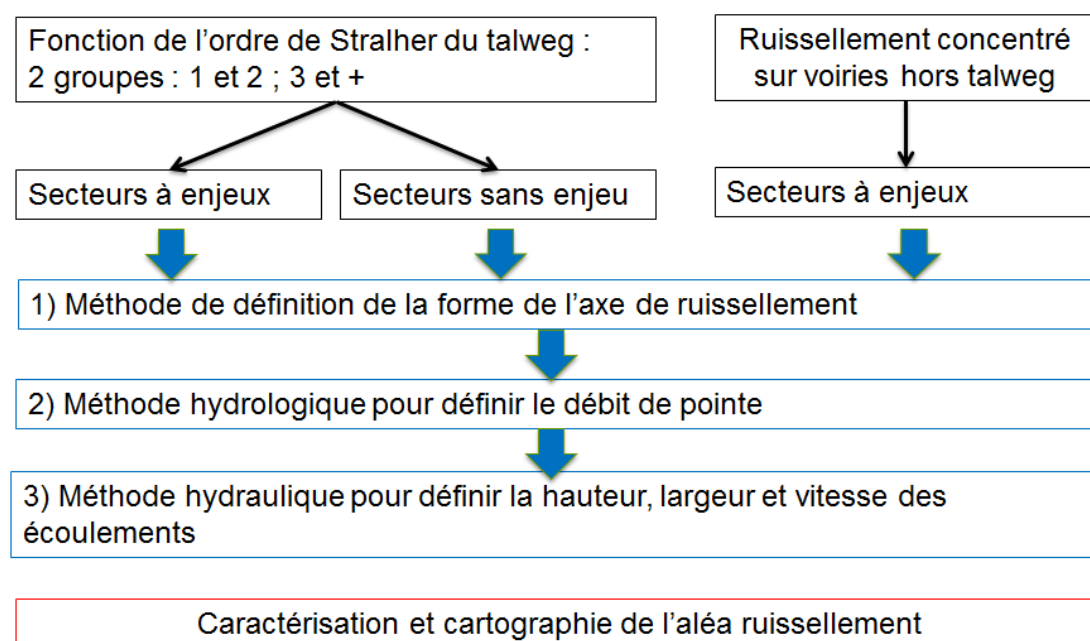 Fonction de l'ordre de Stralher du talweg :
2 groupes : 1 et 2 ; 3 et +
Ruissellement concentré
sur voiries hors talweg
Secteurs à enjeux
Secteurs sans enjeu
Secteurs à enjeux
1) Méthode de définition de la forme de l'axe de ruissellement
2) Méthode hydrologique pour définir le débit de pointe
3) Méthode hydraulique pour définir la hauteur, largeur et vitesse des
écoulements
Caractérisation et cartographie de l'aléa ruissellement